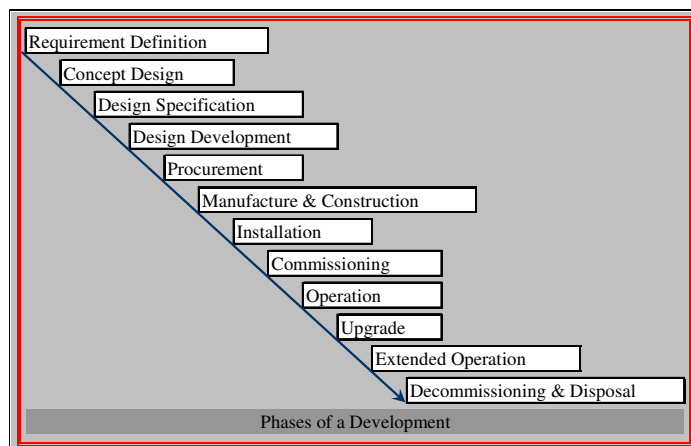 Requirement Definition
Concept Design
Design Specification
Design Development
Procurement
Manufacture & Construction
Installation
Commissioning
Operation
Upgrade
Extended Operation
Decommissioning & Disposal
Phases of a Development